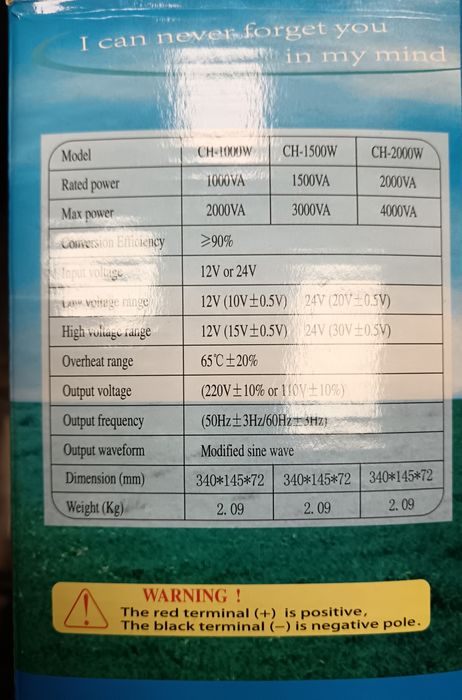 I can never forget you
in my mind
Model CH-1000W CH-1500W CH-2000W
Rated power 1000VA 1500VA 2000VA
Max power 2000VA 3000VA 4000VA
Conversion Efficiency ≥90%
Input voltage 12V or 24V
Low voltage range 12V (10V±0.5V) 24V (20V±0.5V)
High voltage range 12V (15V±0.5V) 24V (30V±0.5V)
Overheat range 65℃±20%
Output voltage (220V±10% or 110V±10%)
Output frequency (50Hz±3Hz/60Hz±3Hz)
Output waveform Modified sine wave
Dimension (mm) 340*145*72 340*145*72 340*145*72
Weight (Kg) 2.09 2.09 2.09
WARNING !
The red terminal (+) is positive,
The black terminal (−) is negative pole.